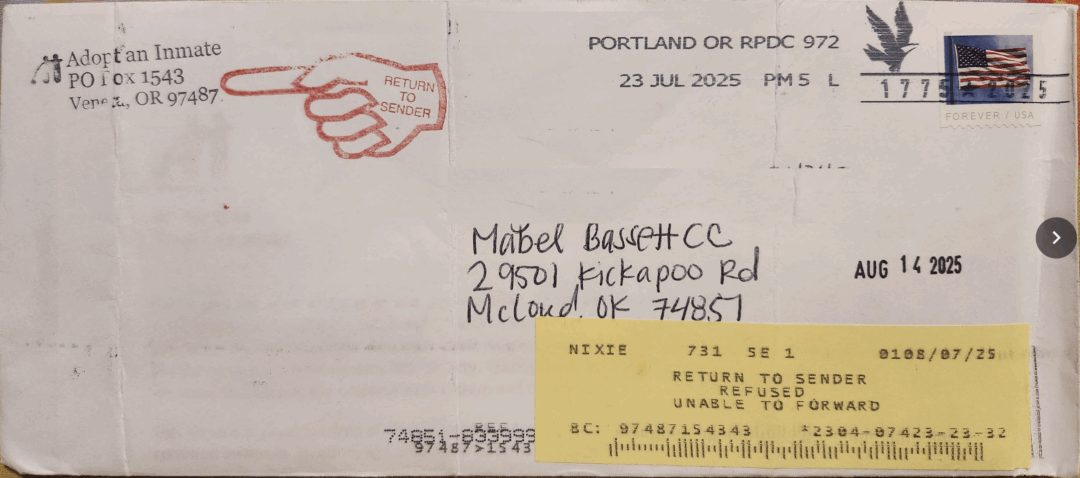 Adopt an Inmate
PO Box 1543
Veneta, OR 97487
RETURN
TO
SENDER
PORTLAND OR RPDC 972
23 JUL 2025 PM 5 L
1775 ★ 2025
FOREVER / USA
Mabel Bassett CC
29501 Kickapoo Rd
Mcloud, OK 74851
AUG 14 2025
NIXIE 731 SE 1 0108/07/25
RETURN TO SENDER
REFUSED
UNABLE TO FORWARD
BC: 97487154343 *2304-07423-23-32
97487>1543